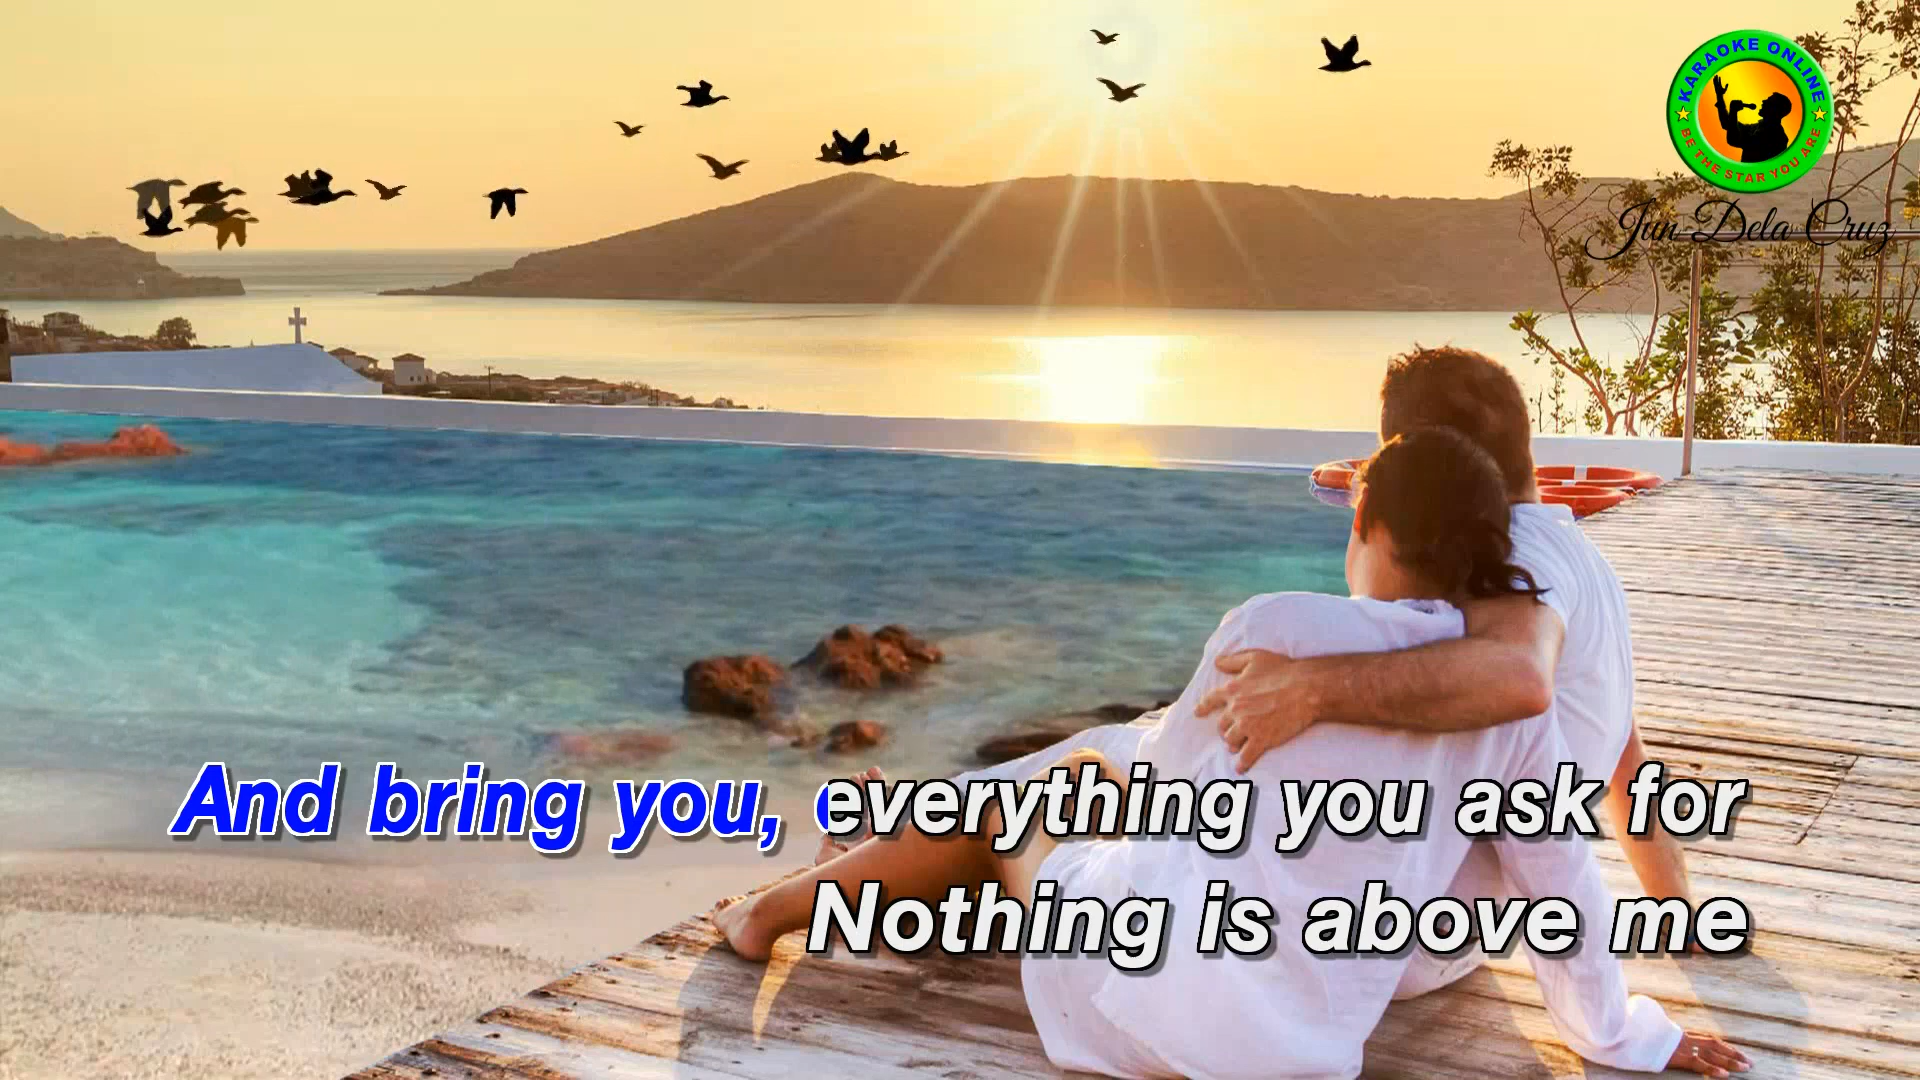 KARAOKE ONLINE
BE THE STAR YOU ARE
Jun Dela Cruz
And bring you, everything you ask for
Nothing is above me